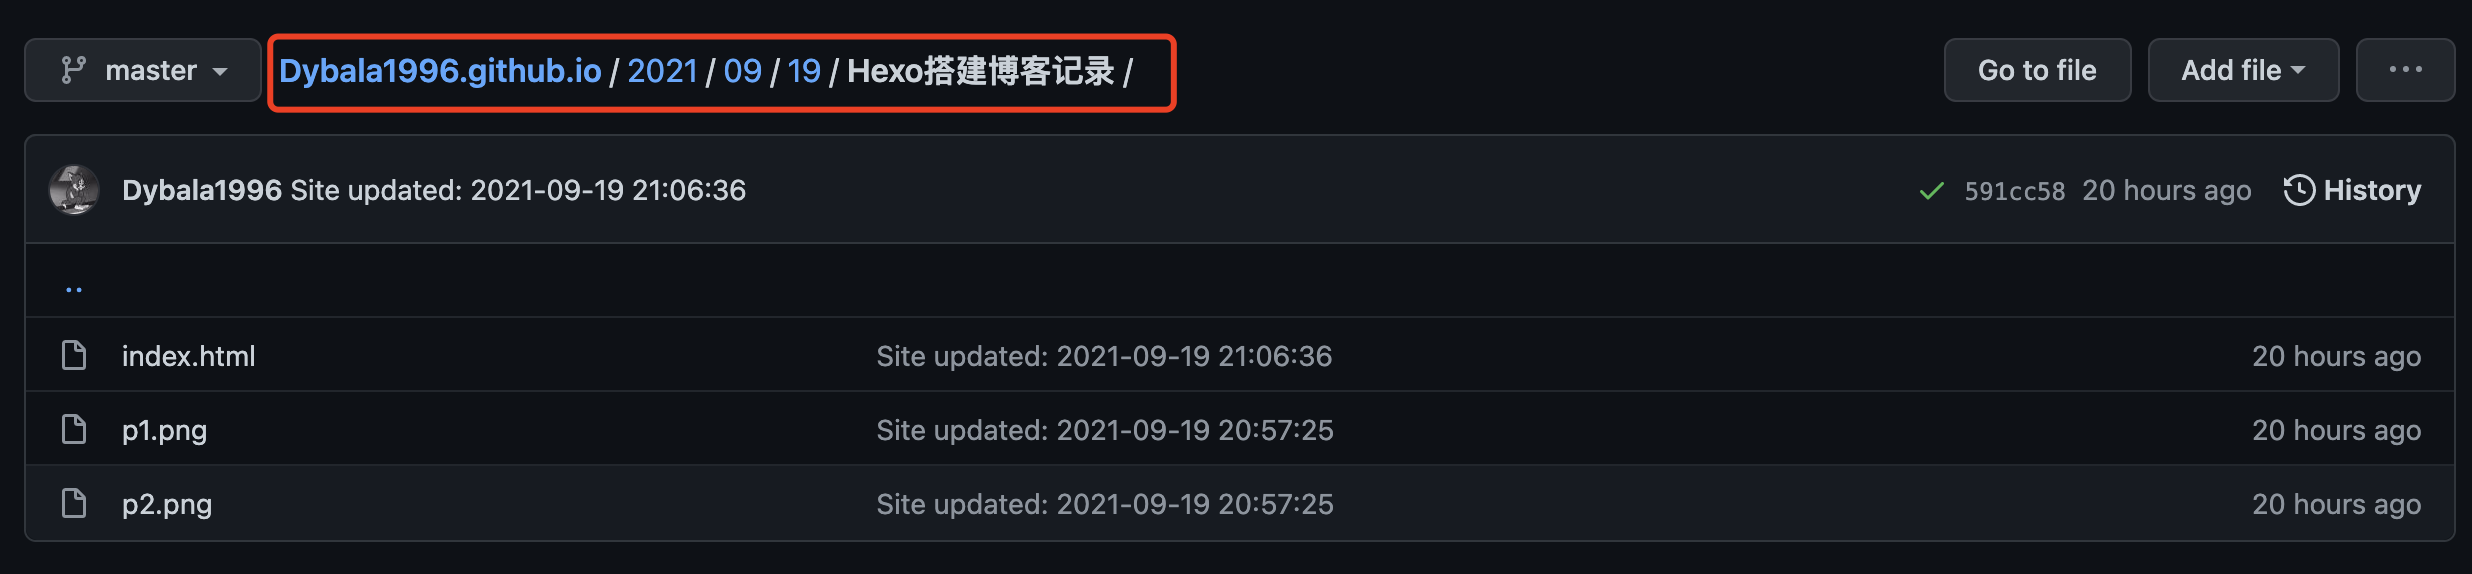 master Dybala1996.github.io / 2021 / 09 / 19 / Hexo搭建博客记录 / Go to file Add file ...
Dybala1996 Site updated: 2021-09-19 21:06:36 591cc58 20 hours ago History
..
index.html Site updated: 2021-09-19 21:06:36 20 hours ago
p1.png Site updated: 2021-09-19 20:57:25 20 hours ago
p2.png Site updated: 2021-09-19 20:57:25 20 hours ago